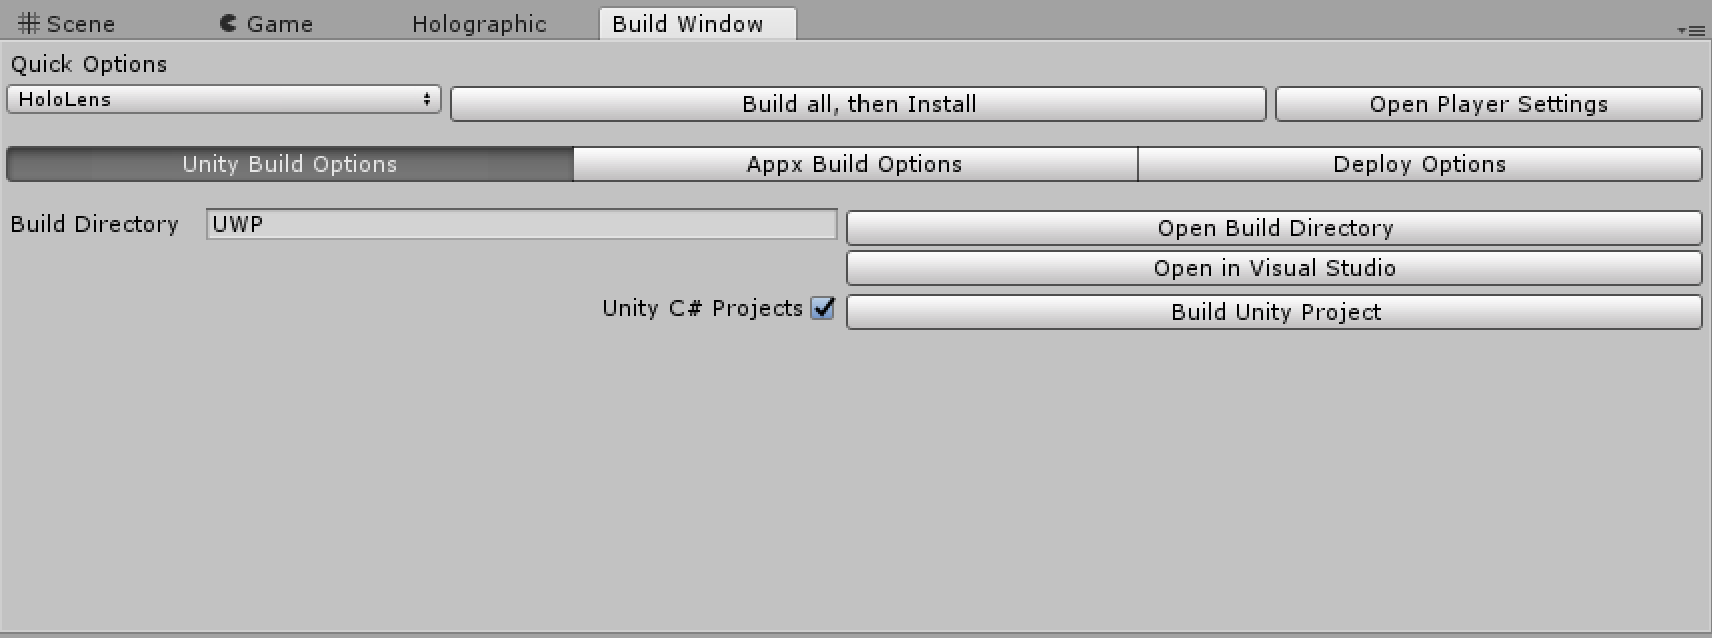 Scene Game Holographic Build Window
Quick Options
HoloLens Build all, then Install Open Player Settings
Unity Build Options Appx Build Options Deploy Options
Build Directory UWP Open Build Directory
Open in Visual Studio
Unity C# Projects Build Unity Project